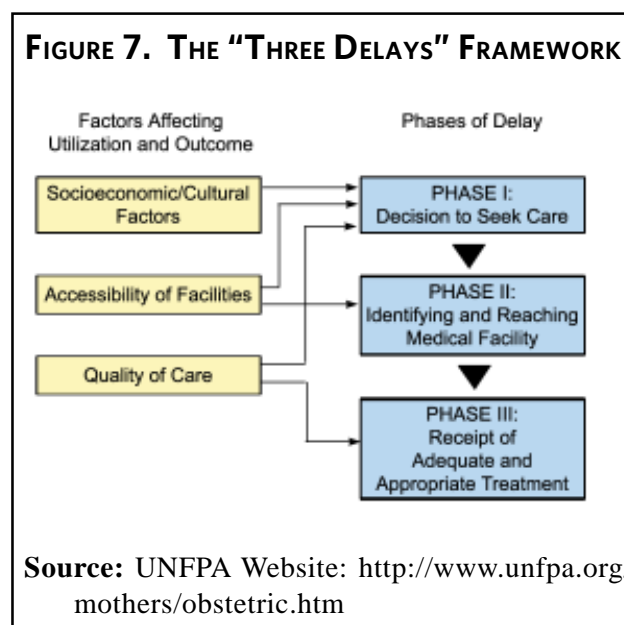 FIGURE 7. THE “THREE DELAYS” FRAMEWORK
Factors Affecting
Utilization and Outcome
Socioeconomic/Cultural
Factors
Accessibility of Facilities
Quality of Care
Phases of Delay
PHASE I:
Decision to Seek Care
PHASE II:
Identifying and Reaching
Medical Facility
PHASE III:
Receipt of
Adequate and
Appropriate Treatment
Source: UNFPA Website: http://www.unfpa.org/
mothers/obstetric.htm